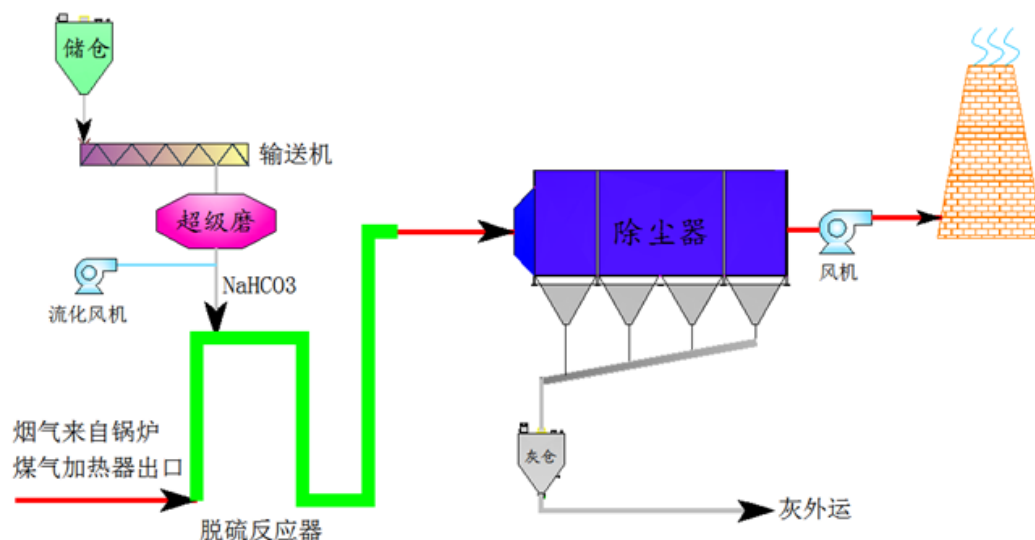 储仓
输送机
超级磨
NaHCO3
流化风机
除尘器
风机
烟气来自锅炉
煤气加热器出口
灰仓
灰外运
脱硫反应器